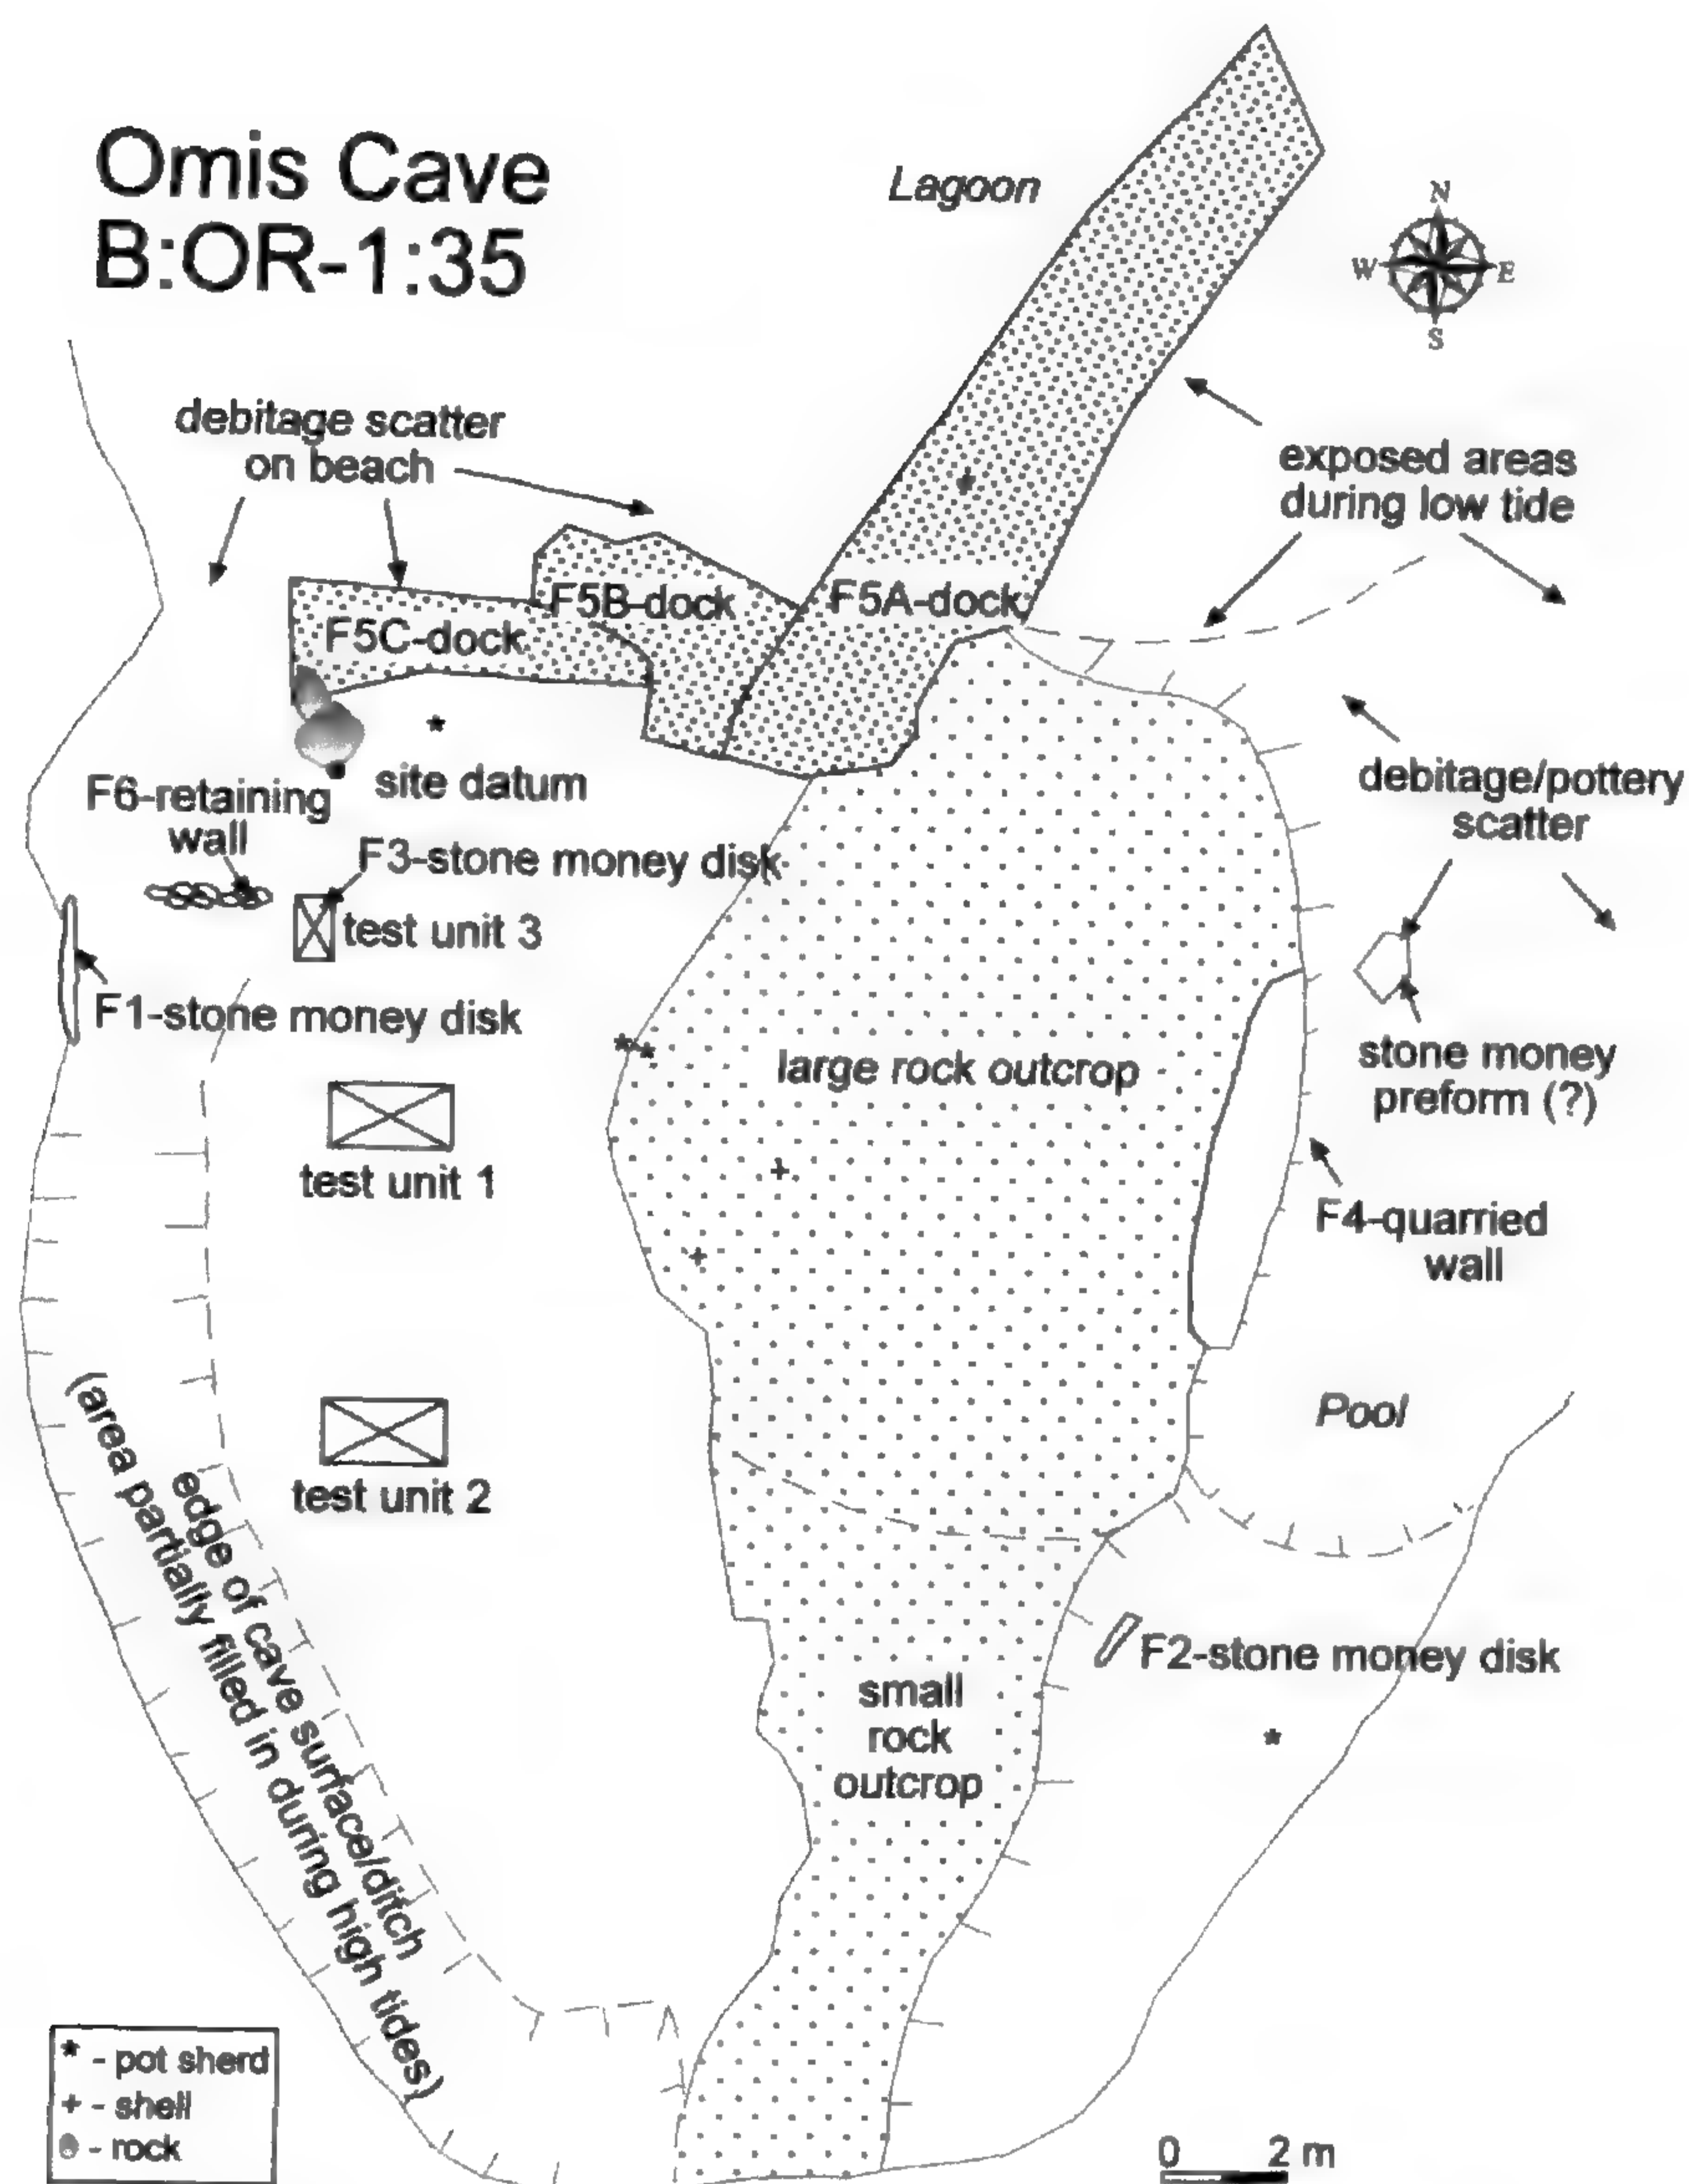 Omis Cave
B:OR-1:35
Lagoon
N
W
E
S
debitage scatter
on beach
exposed areas
during low tide
F5B-dock
F5A-dock
F5C-dock
site datum
F6-retaining
wall
debitage/pottery
scatter
F3-stone money disk
test unit 3
F1-stone money disk
large rock outcrop
stone money
preform (?)
test unit 1
F4-quarried
wall
Pool
test unit 2
edge of cave surface/ditch
(area partially filled in during high tides)
F2-stone money disk
small
rock
outcrop
* - pot sherd
+ - shell
- rock
0 2 m